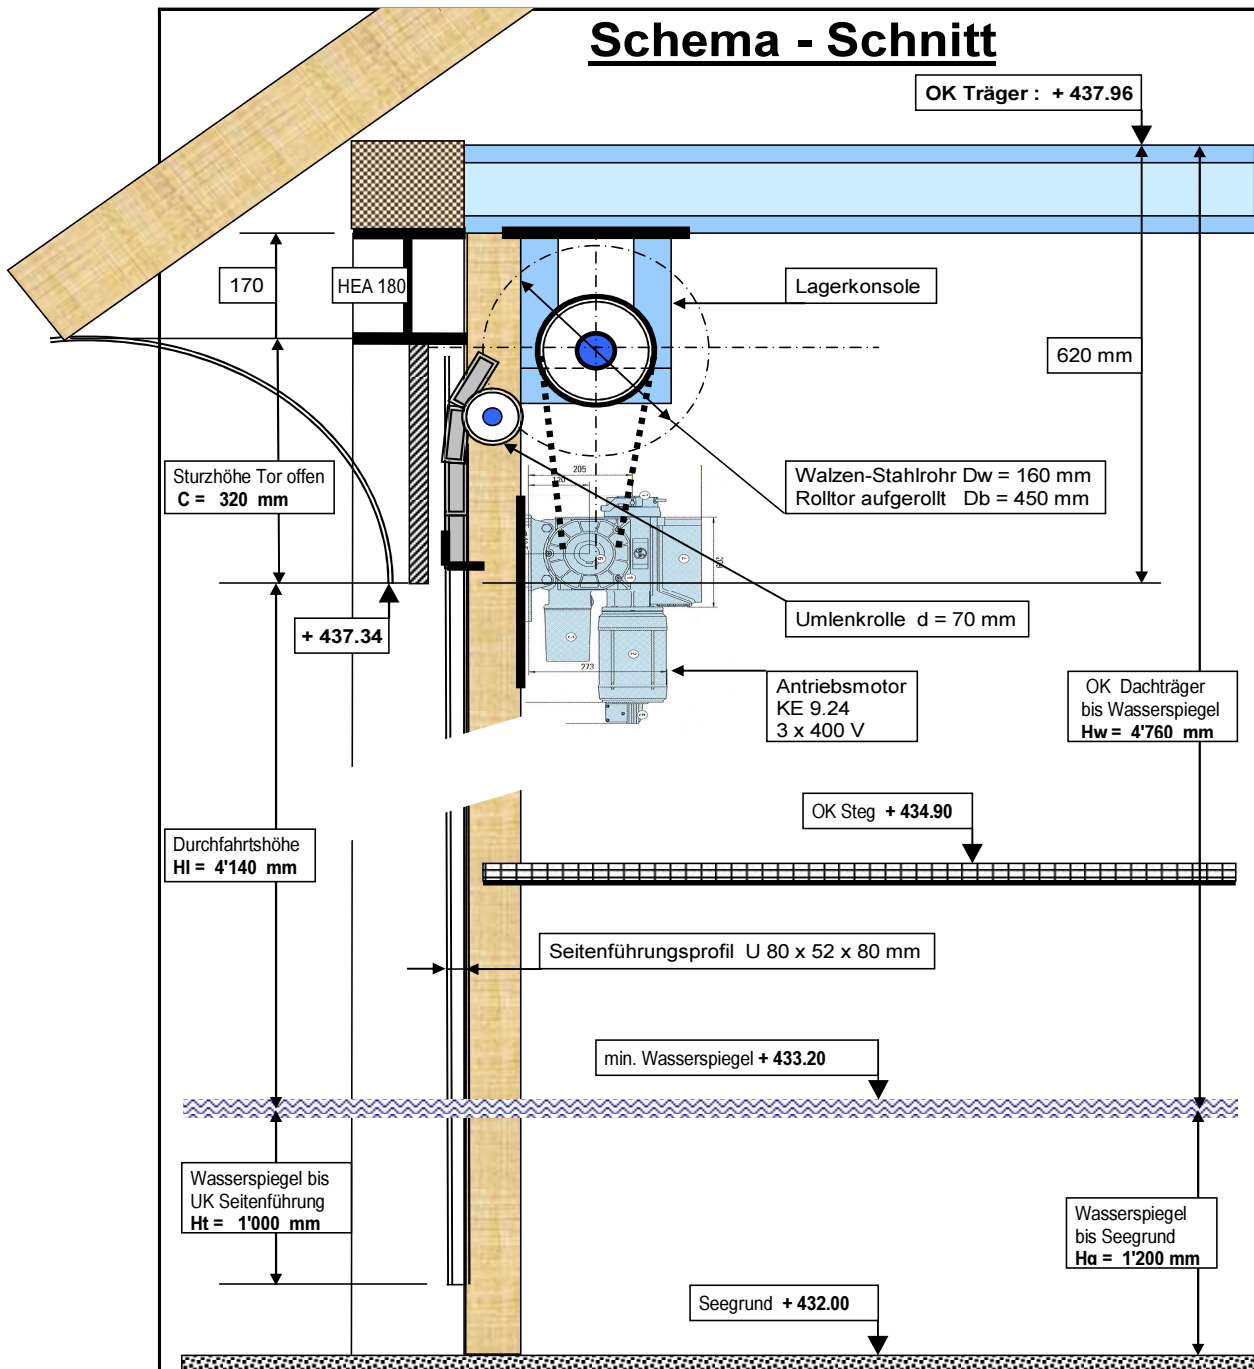 Schema - Schnitt
OK Träger : + 437.96
170
HEA 180
Lagerkonsole
620 mm
Sturzhöhe Tor offen
C = 320 mm
205
120
Walzen-Stahlrohr Dw = 160 mm
Rolltor aufgerollt Db = 450 mm
Umlenkrolle d = 70 mm
+ 437.34
273
Antriebsmotor
KE 9.24
3 x 400 V
OK Dachträger
bis Wasserspiegel
Hw = 4'760 mm
OK Steg + 434.90
Durchfahrtshöhe
Hl = 4'140 mm
Seitenführungsprofil U 80 x 52 x 80 mm
min. Wasserspiegel + 433.20
Wasserspiegel bis
UK Seitenführung
Ht = 1'000 mm
Wasserspiegel
bis Seegrund
Hg = 1'200 mm
Seegrund + 432.00